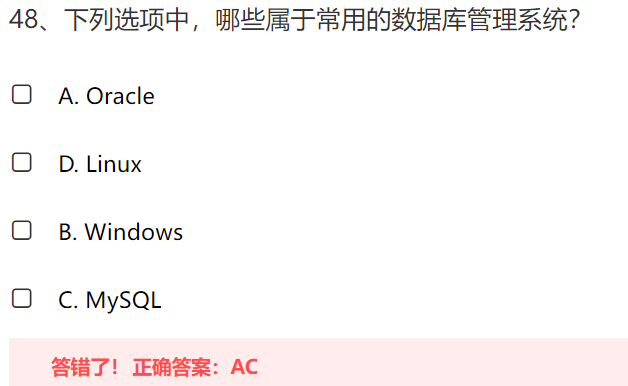 48、下列选项中，哪些属于常用的数据库管理系统？
A. Oracle
D. Linux
B. Windows
C. MySQL
答错了！正确答案：AC